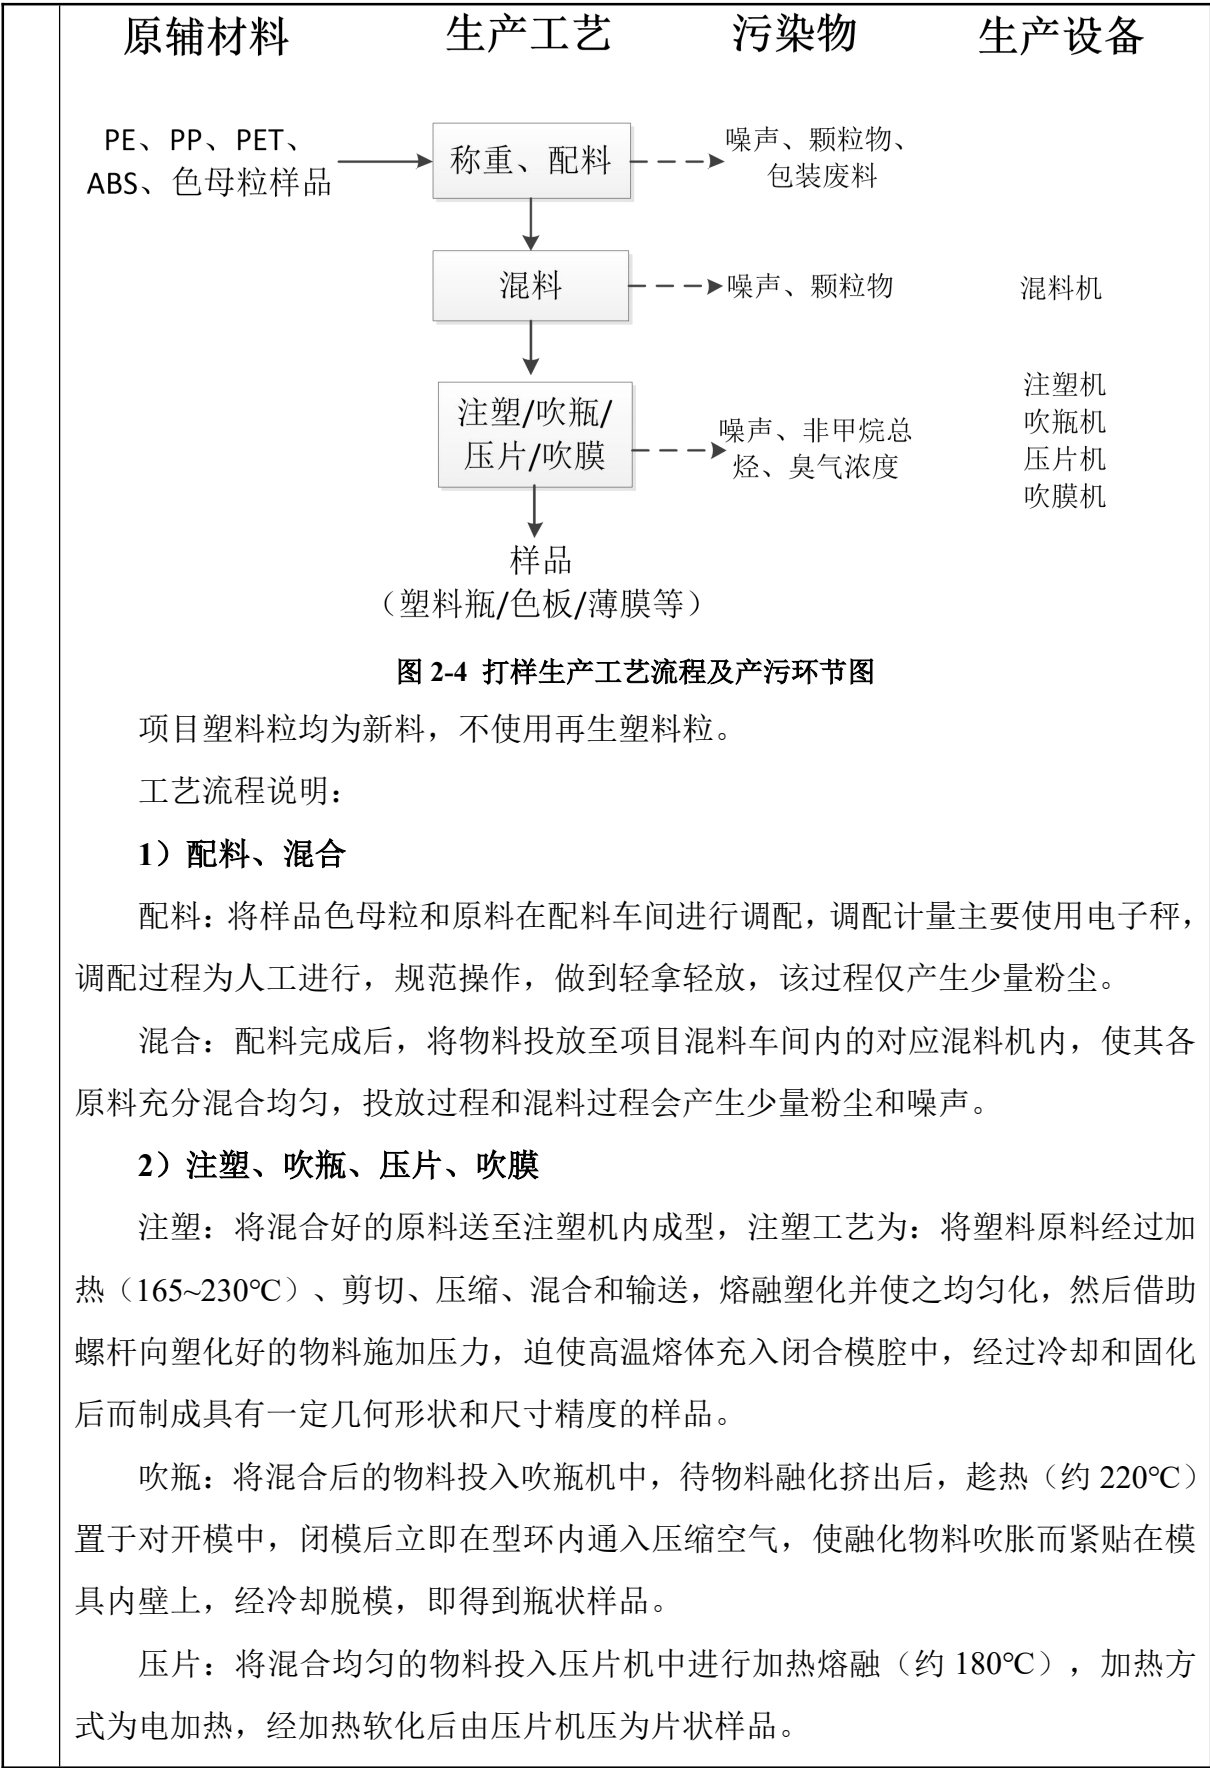 原辅材料 生产工艺 污染物 生产设备
PE、PP、PET、
ABS、色母粒样品
称重、配料
噪声、颗粒物、
包装废料
混料
噪声、颗粒物
混料机
注塑/吹瓶/
压片/吹膜
噪声、非甲烷总
烃、臭气浓度
注塑机
吹瓶机
压片机
吹膜机
样品
（塑料瓶/色板/薄膜等）
图 2-4 打样生产工艺流程及产污环节图
项目塑料粒均为新料，不使用再生塑料粒。
工艺流程说明：
1）配料、混合
配料：将样品色母粒和原料在配料车间进行调配，调配计量主要使用电子秤，
调配过程为人工进行，规范操作，做到轻拿轻放，该过程仅产生少量粉尘。
混合：配料完成后，将物料投放至项目混料车间内的对应混料机内，使其各
原料充分混合均匀，投放过程和混料过程会产生少量粉尘和噪声。
2）注塑、吹瓶、压片、吹膜
注塑：将混合好的原料送至注塑机内成型，注塑工艺为：将塑料原料经过加
热（165~230℃）、剪切、压缩、混合和输送，熔融塑化并使之均匀化，然后借助
螺杆向塑化好的物料施加压力，迫使高温熔体充入闭合模腔中，经过冷却和固化
后而制成具有一定几何形状和尺寸精度的样品。
吹瓶：将混合后的物料投入吹瓶机中，待物料融化挤出后，趁热（约 220℃）
置于对开模中，闭模后立即在型环内通入压缩空气，使融化物料吹胀而紧贴在模
具内壁上，经冷却脱模，即得到瓶状样品。
压片：将混合均匀的物料投入压片机中进行加热熔融（约 180℃），加热方
式为电加热，经加热软化后由压片机压为片状样品。